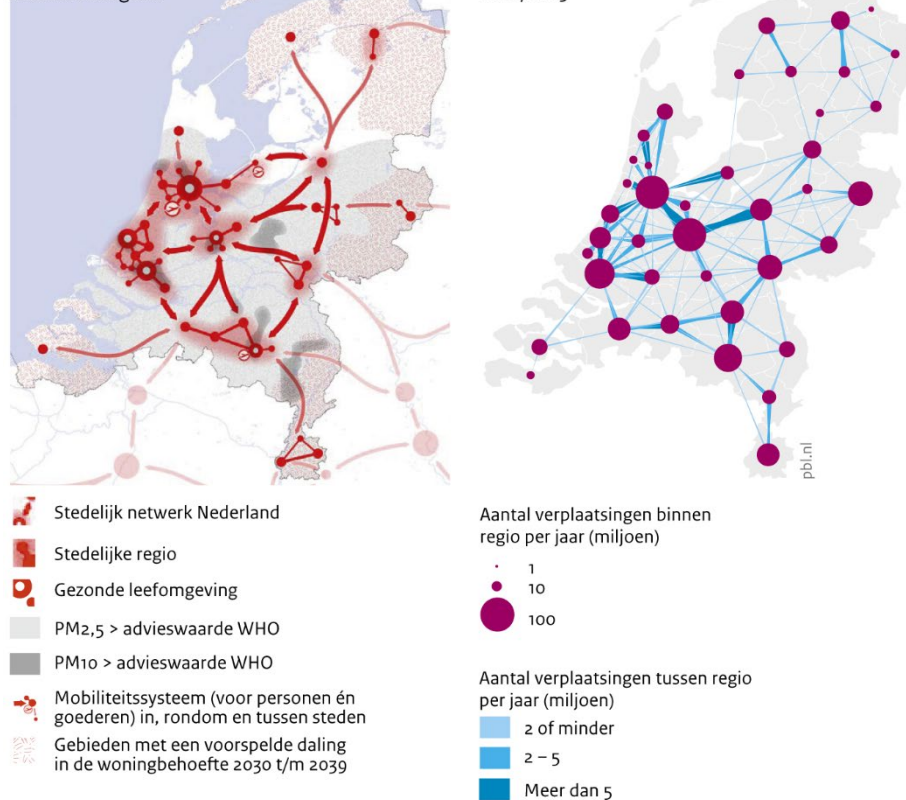 Stedelijk netwerk Nederland
Stedelijke regio
Gezonde leefomgeving
PM2,5 > advieswaarde WHO
PM10 > advieswaarde WHO
Mobiliteitssysteem (voor personen én
goederen) in, rondom en tussen steden
Gebieden met een voorspelde daling
in de woningbehoefte 2030 t/m 2039
pbl.nl
Aantal verplaatsingen binnen
regio per jaar (miljoen)
1
10
100
Aantal verplaatsingen tussen regio
per jaar (miljoen)
2 of minder
2 – 5
Meer dan 5